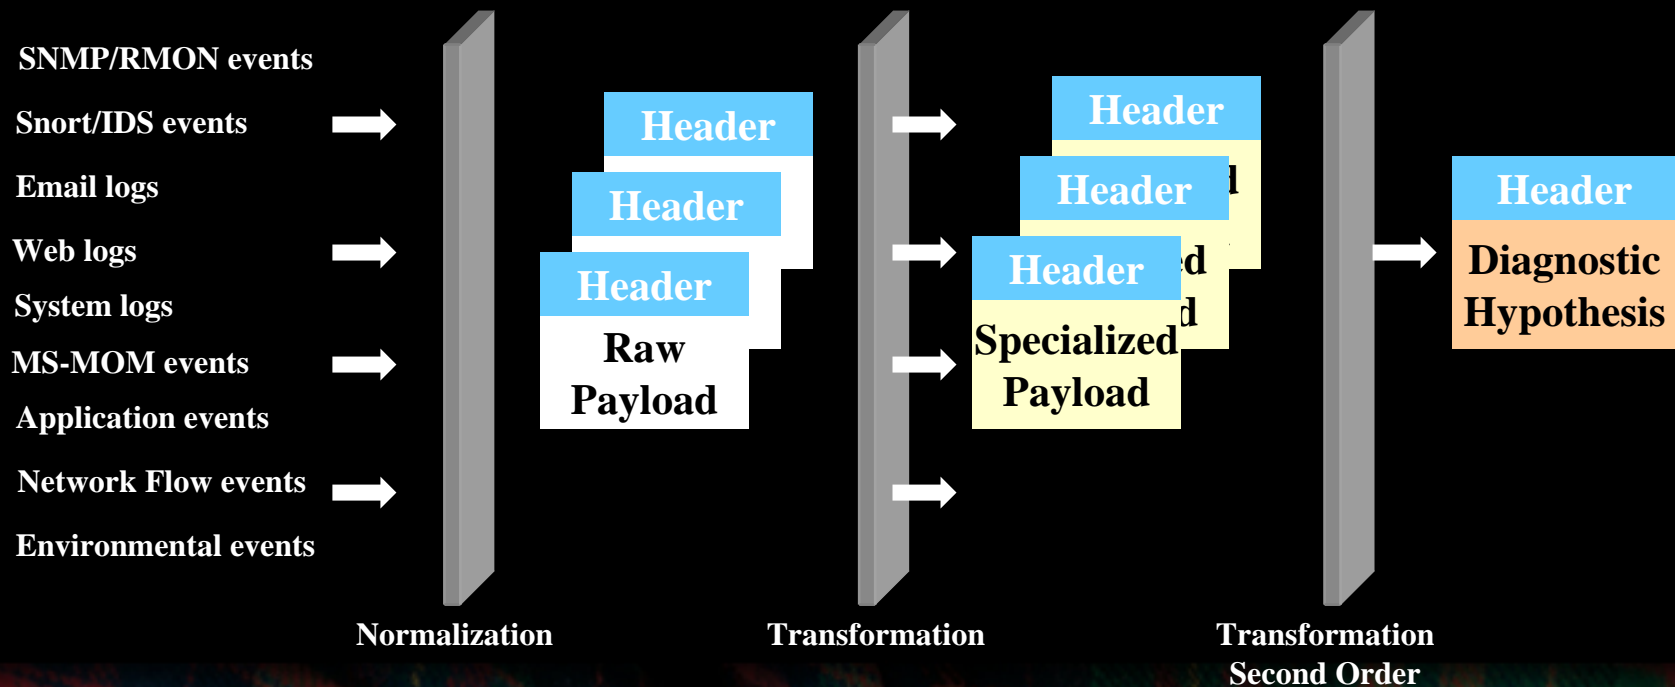 SNMP/RMON events
Snort/IDS events
Email logs
Web logs
System logs
MS-MOM events
Application events
Network Flow events
Environmental events
Normalization
Header
Header
Header
Raw
Payload
Transformation
Header
Header
Header
Specialized
Payload
Transformation
Second Order
Header
Diagnostic
Hypothesis